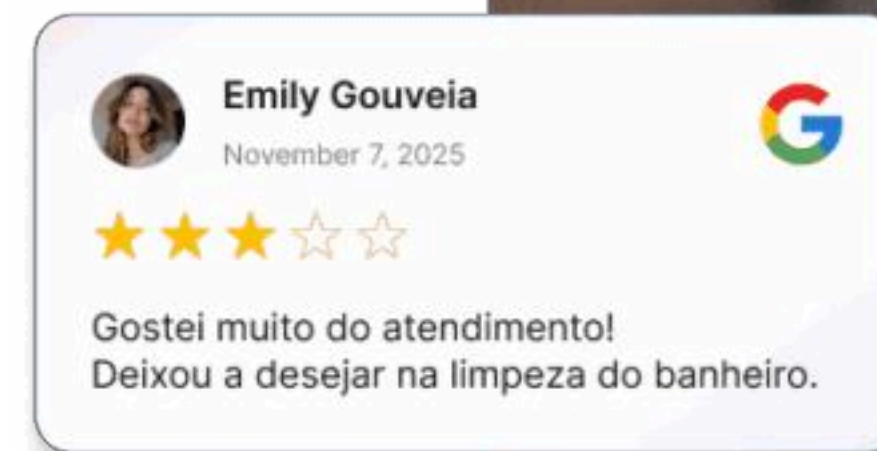 Emily Gouveia
November 7, 2025
Gostei muito do atendimento!
Deixou a desejar na limpeza do banheiro.